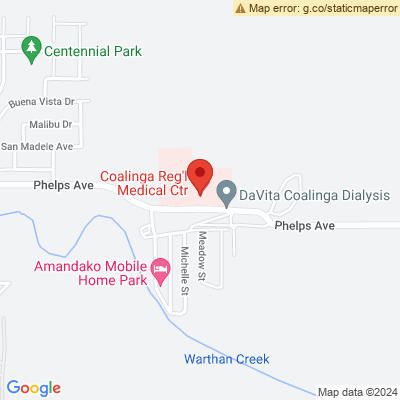 Map error: g.co/staticmaperror
Centennial Park
Buena Vista Dr
Malibu Dr
San Madele Ave
Coalinga Reg'l
Medical Ctr
Phelps Ave
DaVita Coalinga Dialysis
Phelps Ave
Meadow St
Michelle St
Amandako Mobile
Home Park
Warthan Creek
Google
Map data ©2024